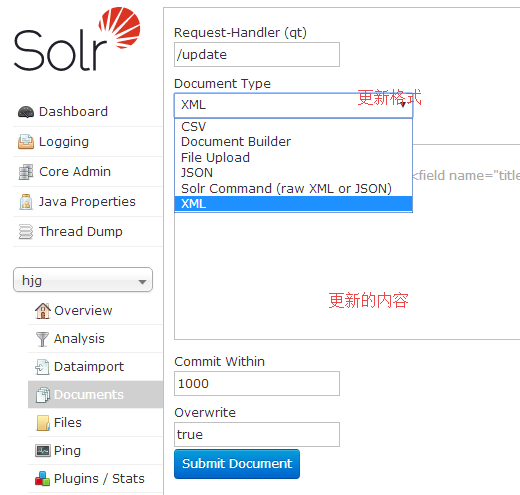 Solr
Dashboard
Logging
Core Admin
Java Properties
Thread Dump
hjg
Overview
Analysis
Dataimport
Documents
Files
Ping
Plugins / Stats
Request-Handler (qt)
/update
Document Type
XML
更新格式
CSV
Document Builder
File Upload
JSON
Solr Command (raw XML or JSON)
XML
<field name="title
更新的内容
Commit Within
1000
Overwrite
true
Submit Document